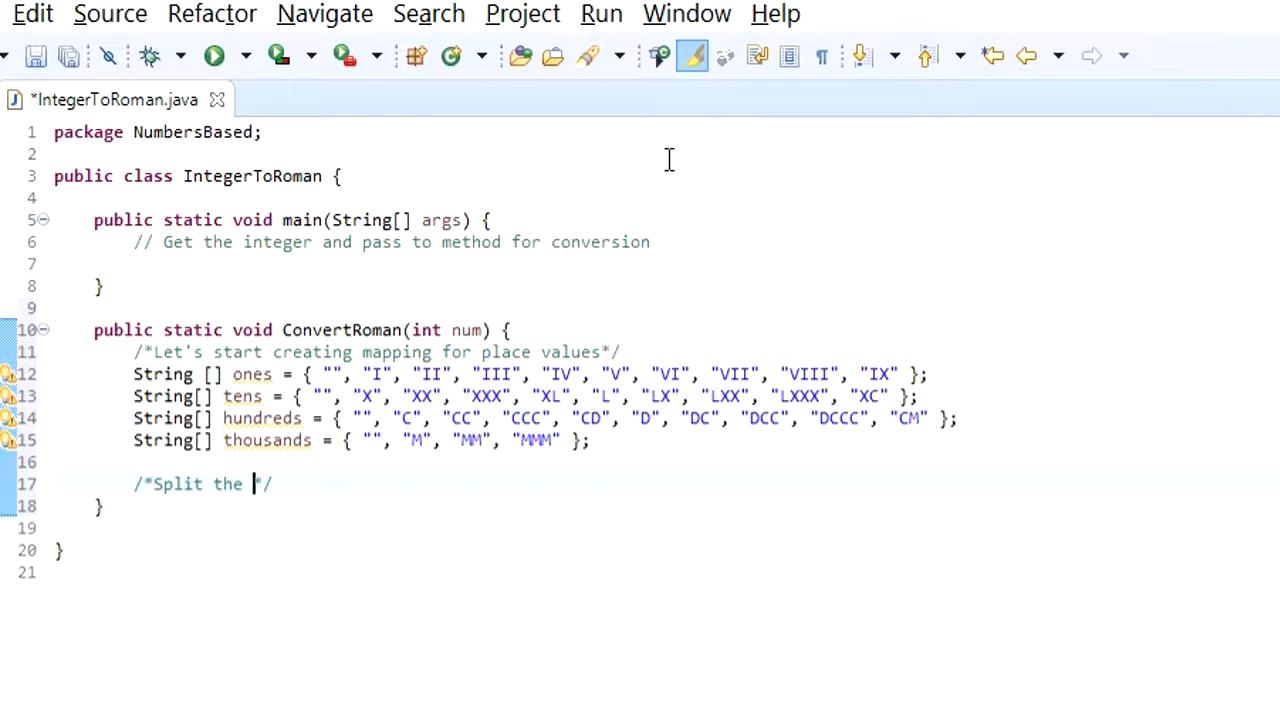 Edit Source Refactor Navigate Search Project Run Window Help
*IntegerToRoman.java
1 package NumbersBased;
2
3 public class IntegerToRoman {
4
5 public static void main(String[] args) {
6 // Get the integer and pass to method for conversion
7
8 }
9
10 public static void ConvertRoman(int num) {
11 /*Let's start creating mapping for place values*/
12 String [] ones = { "", "I", "II", "III", "IV", "V", "VI", "VII", "VIII", "IX" };
13 String[] tens = { "", "X", "XX", "XXX", "XL", "L", "LX", "LXX", "LXXX", "XC" };
14 String[] hundreds = { "", "C", "CC", "CCC", "CD", "D", "DC", "DCC", "DCCC", "CM" };
15 String[] thousands = { "", "M", "MM", "MMM" };
16
17 /*Split the */
18 }
19
20 }
21